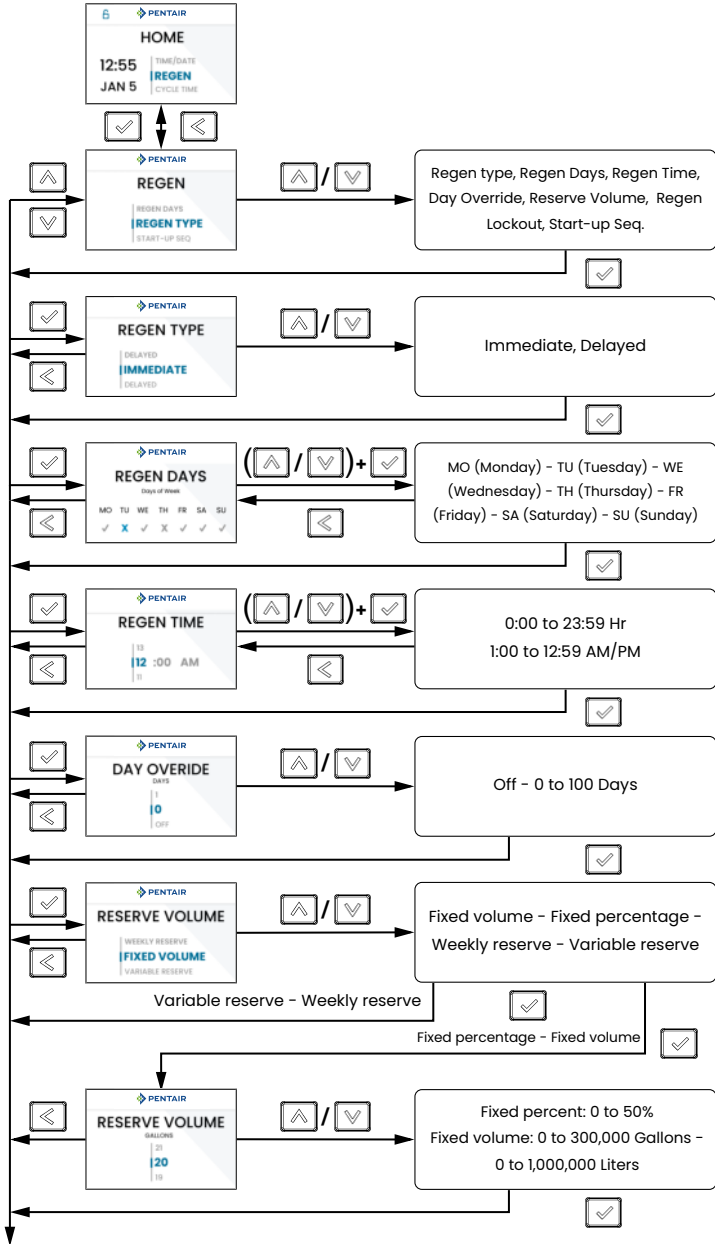 PENTAIR
HOME
12:55
JAN 5
TIME/DATE
REGEN
CYCLE TIME
PENTAIR
REGEN
REGEN DAYS
REGEN TYPE
START-UP SEQ
/
Regen type, Regen Days, Regen Time,
Day Override, Reserve Volume, Regen
Lockout, Start-up Seq.
PENTAIR
REGEN TYPE
DELAYED
IMMEDIATE
DELAYED
/
Immediate, Delayed
PENTAIR
REGEN DAYS
Days of Week
MO TU WE TH FR SA SU
✓ X ✓ X ✓ ✓ ✓
( / ) +
MO (Monday) - TU (Tuesday) - WE
(Wednesday) - TH (Thursday) - FR
(Friday) - SA (Saturday) - SU (Sunday)
PENTAIR
REGEN TIME
13
12 :00 AM
11
( / ) +
0:00 to 23:59 Hr
1:00 to 12:59 AM/PM
PENTAIR
DAY OVERIDE
DAYS
1
0
OFF
/
Off - 0 to 100 Days
PENTAIR
RESERVE VOLUME
WEEKLY RESERVE
FIXED VOLUME
VARIABLE RESERVE
/
Fixed volume - Fixed percentage -
Weekly reserve - Variable reserve
Variable reserve - Weekly reserve
Fixed percentage - Fixed volume
PENTAIR
RESERVE VOLUME
GALLONS
21
20
19
/
Fixed percent: 0 to 50%
Fixed volume: 0 to 300,000 Gallons -
0 to 1,000,000 Liters